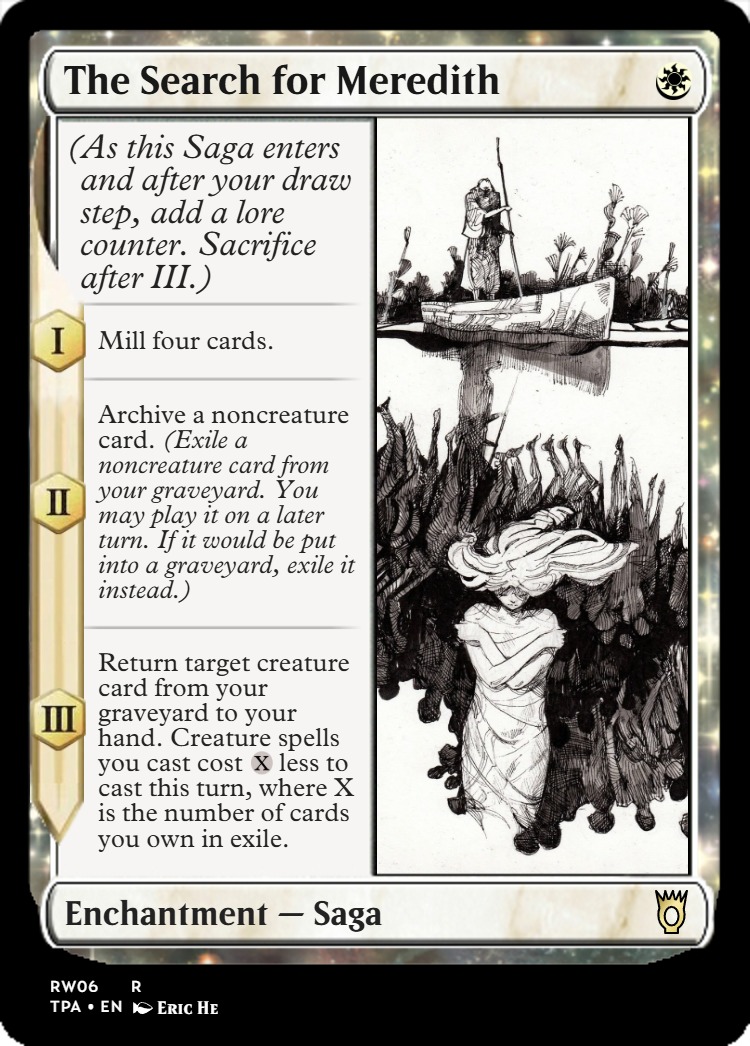 The Search for Meredith
(As this Saga enters
and after your draw
step, add a lore
counter. Sacrifice
after III.)
I
Mill four cards.
II
Archive a noncreature
card. (Exile a
noncreature card from
your graveyard. You
may play it on a later
turn. If it would be put
into a graveyard, exile it
instead.)
III
Return target creature
card from your
graveyard to your
hand. Creature spells
you cast cost X less to
cast this turn, where X
is the number of cards
you own in exile.
Enchantment — Saga
RW06 R
TPA • EN Eric He